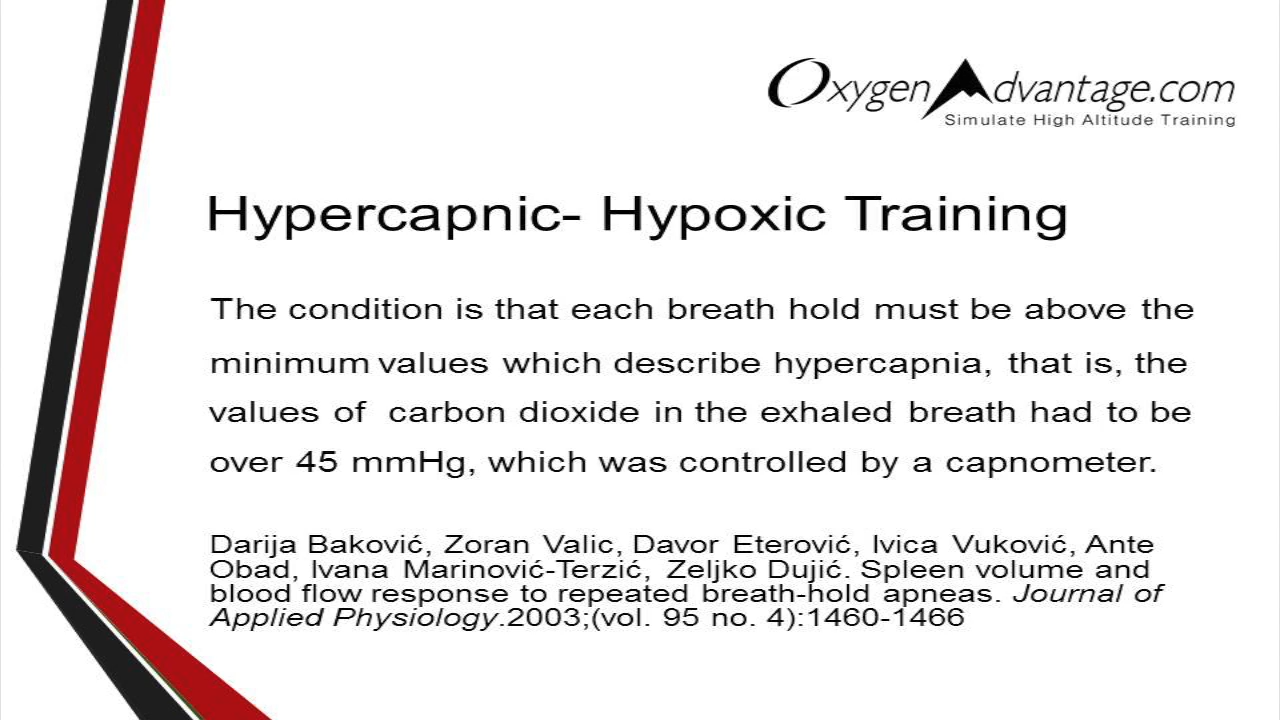 OxygenAdvantage.com
Simulate High Altitude Training
Hypercapnic- Hypoxic Training
The condition is that each breath hold must be above the
minimum values which describe hypercapnia, that is, the
values of carbon dioxide in the exhaled breath had to be
over 45 mmHg, which was controlled by a capnometer.
Darija Baković, Zoran Valic, Davor Eterović, Ivica Vuković, Ante
Obad, Ivana Marinović-Terzić, Zeljko Dujić. Spleen volume and
blood flow response to repeated breath-hold apneas. Journal of
Applied Physiology.2003;(vol. 95 no. 4):1460-1466